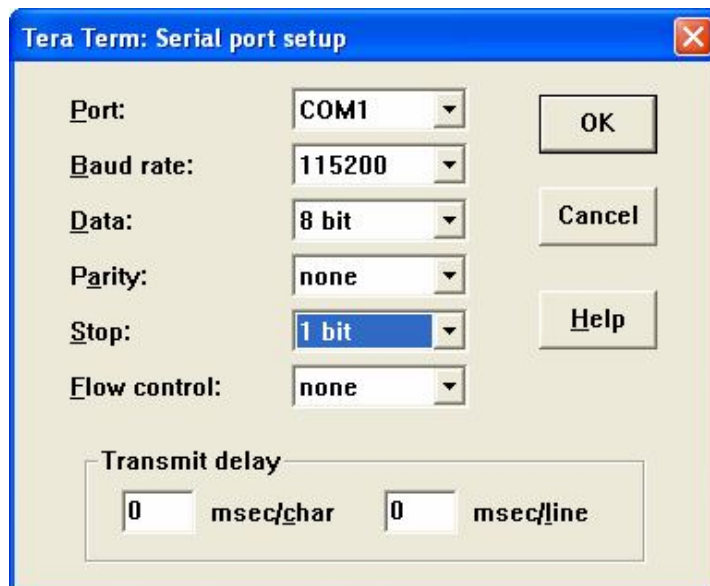 Tera Term: Serial port setup
Port: COM1
OK
Baud rate: 115200
Data: 8 bit
Cancel
Parity: none
Stop: 1 bit
Help
Flow control: none
Transmit delay
0 msec/char 0 msec/line